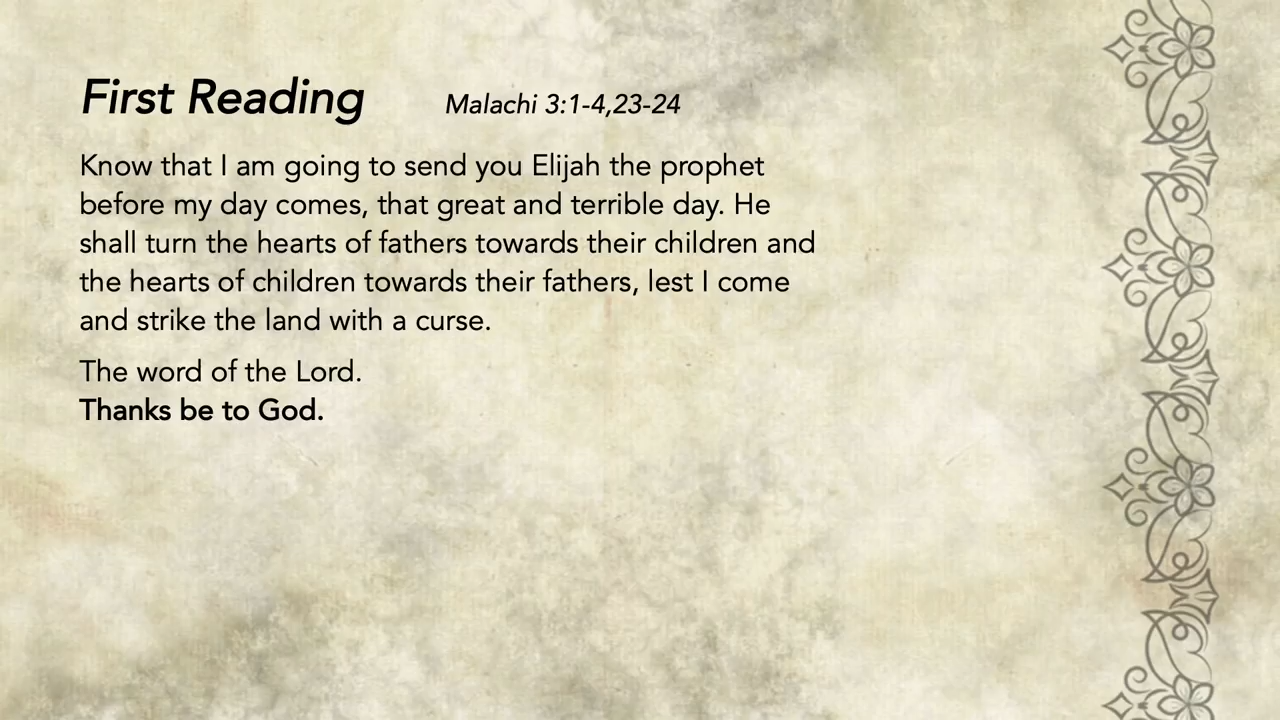 First Reading Malachi 3:1-4,23-24
Know that I am going to send you Elijah the prophet
before my day comes, that great and terrible day. He
shall turn the hearts of fathers towards their children and
the hearts of children towards their fathers, lest I come
and strike the land with a curse.
The word of the Lord.
Thanks be to God.